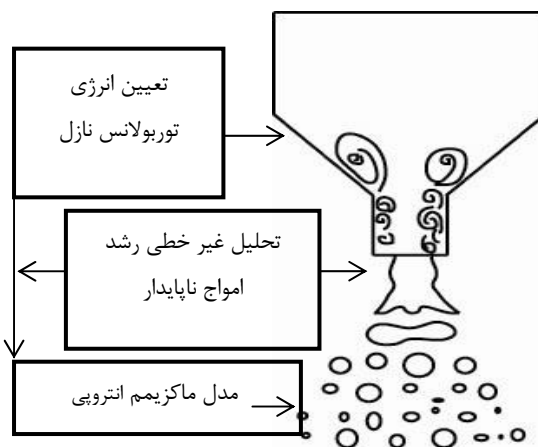 تعیین انرژی
توربولانس نازل
تحلیل غیر خطی رشد
امواج ناپایدار
مدل ماکزیمم انتروپی